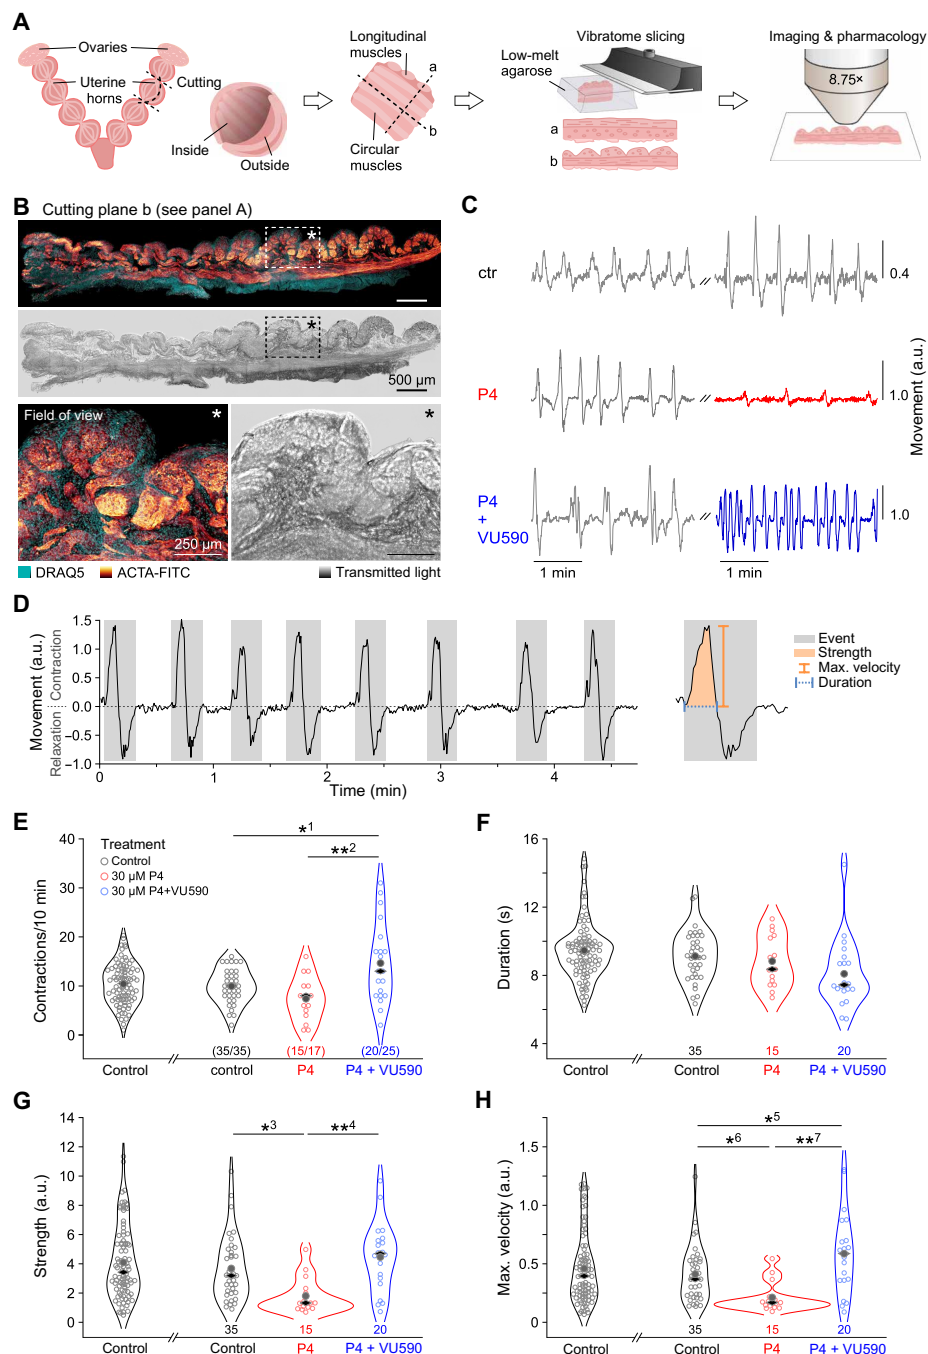 A
Ovaries
Uterine horns
Cutting
Inside
Outside
Longitudinal muscles
a
b
Circular muscles
Low-melt agarose
Vibratome slicing
a
b
Imaging & pharmacology
8.75×
B
Cutting plane b (see panel A)
*
*
500 µm
Field of view
*
*
250 µm
DRAQ5
ACTA-FITC
Transmitted light
C
ctr
0.4
P4
1.0
P4 + VU590
1.0
Movement (a.u.)
1 min
1 min
D
Movement (a.u.)
Relaxation
Contraction
1.5
1.0
0.5
0.0
−0.5
−1.0
0
1
2
3
4
Time (min)
Event
Strength
Max. velocity
Duration
E
Contractions/10 min
40
30
20
10
0
Treatment
Control
30 µM P4
30 µM P4+VU590
*1
**2
(35/35)
(15/17)
(20/25)
Control
control
P4
P4 + VU590
F
Duration (s)
16
12
8
4
35
15
20
Control
Control
P4
P4 + VU590
G
Strength (a.u.)
14
12
10
8
6
4
2
0
*3
**4
35
15
20
Control
Control
P4
P4 + VU590
H
Max. velocity (a.u.)
1.5
1.0
0.5
0
*5
*6
**7
35
15
20
Control
Control
P4
P4 + VU590